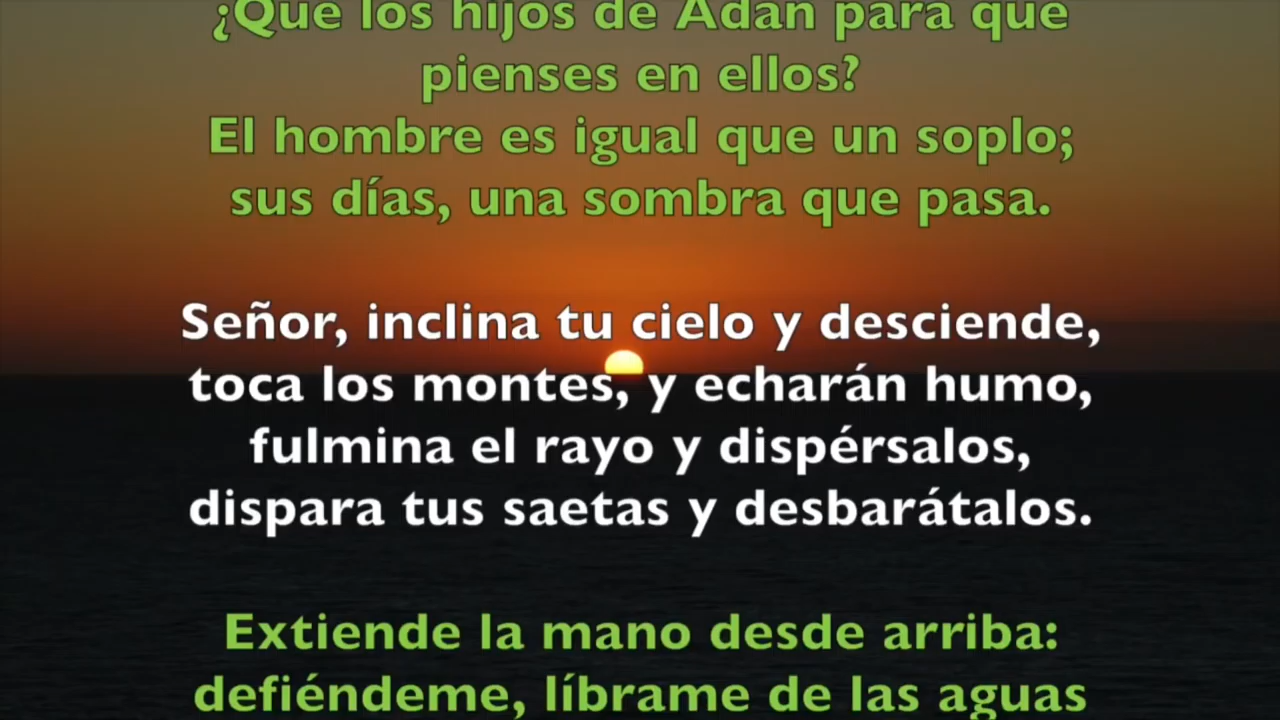 ¿Qué los hijos de Adán para que
pienses en ellos?
El hombre es igual que un soplo;
sus días, una sombra que pasa.
Señor, inclina tu cielo y desciende,
toca los montes, y echarán humo,
fulmina el rayo y dispérsalos,
dispara tus saetas y desbarátalos.
Extiende la mano desde arriba:
defiéndeme, líbrame de las aguas